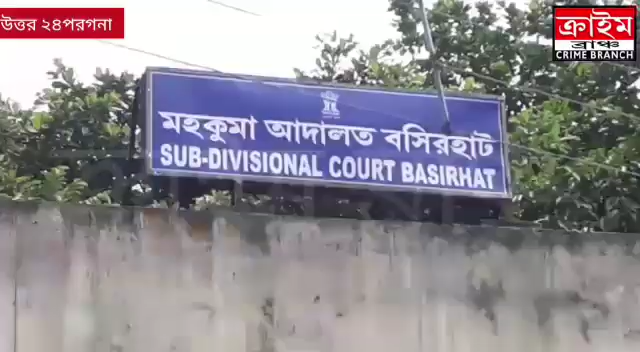 উত্তর ২৪পরগনা
ক্রাইম
ব্রাঞ্চ
CRIME BRANCH
মহকুমা আদালত বসিরহাট
SUB-DIVISIONAL COURT BASIRHAT